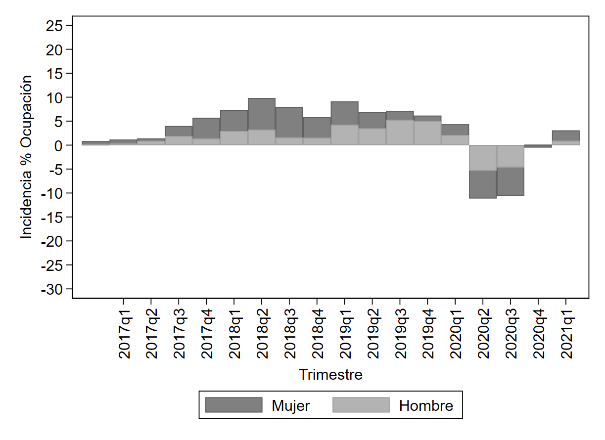 Incidencia % Ocupación
25
20
15
10
5
0
-5
-10
-15
-20
-25
-30
2017q1
2017q2
2017q3
2017q4
2018q1
2018q2
2018q3
2018q4
2019q1
2019q2
2019q3
2019q4
2020q1
2020q2
2020q3
2020q4
2021q1
Trimestre
Mujer Hombre